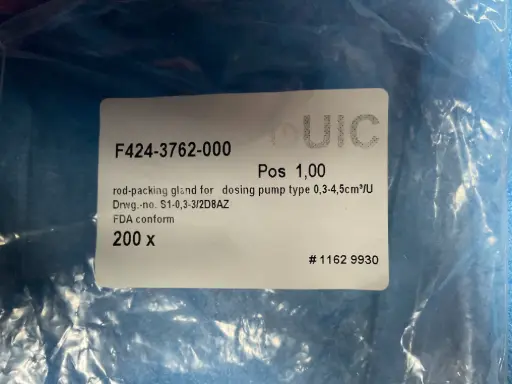 UIC
F424-3762-000
Pos 1,00
rod-packing gland for dosing pump type 0,3-4,5cm³/U
Drwg.-no. S1-0,3-3/2D8AZ
FDA conform
200 x
# 1162 9930